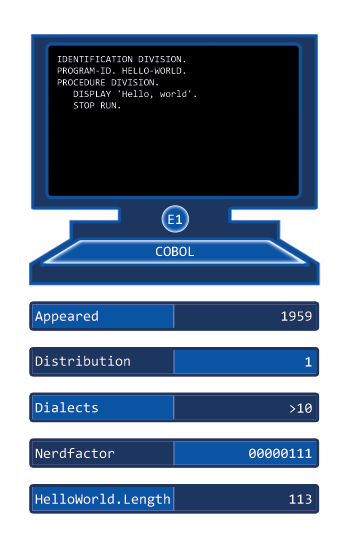 IDENTIFICATION DIVISION.
PROGRAM-ID. HELLO-WORLD.
PROCEDURE DIVISION.
   DISPLAY 'Hello, world'.
   STOP RUN.
E1
COBOL
Appeared 1959
Distribution 1
Dialects >10
Nerdfactor 00000111
HelloWorld.Length 113